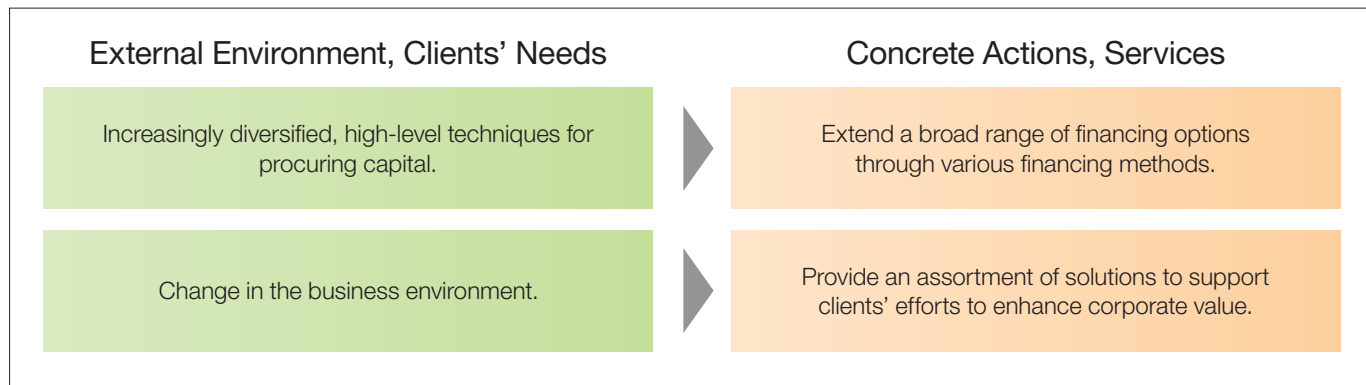 External Environment, Clients’ Needs
Concrete Actions, Services
Increasingly diversified, high-level techniques for
procuring capital.
Extend a broad range of financing options
through various financing methods.
Change in the business environment.
Provide an assortment of solutions to support
clients’ efforts to enhance corporate value.